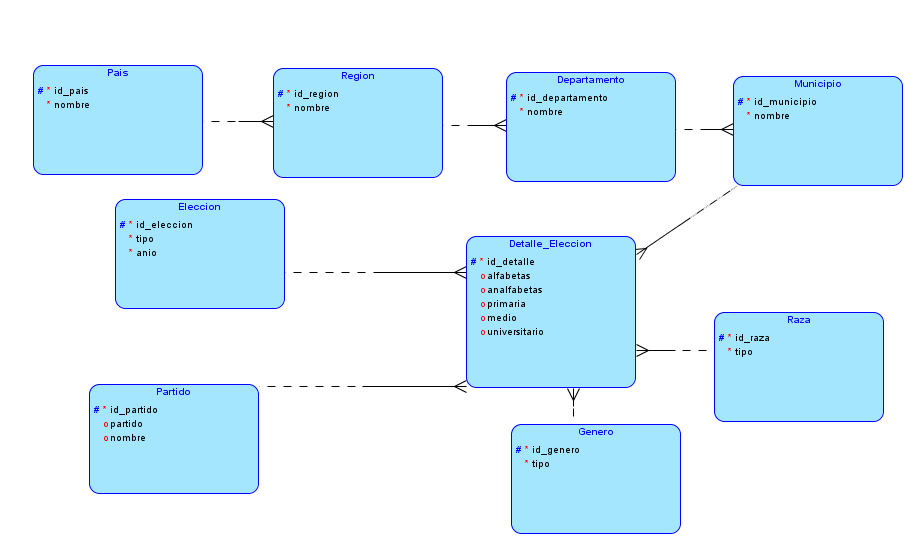 Pais
# * id_pais
* nombre
Region
# * id_region
* nombre
Departamento
# * id_departamento
* nombre
Municipio
# * id_municipio
* nombre
Eleccion
# * id_eleccion
* tipo
* anio
Detalle_Eleccion
# * id_detalle
o alfabetas
o analfabetas
o primaria
o medio
o universitario
Raza
# * id_raza
* tipo
Partido
# * id_partido
o partido
o nombre
Genero
# * id_genero
* tipo